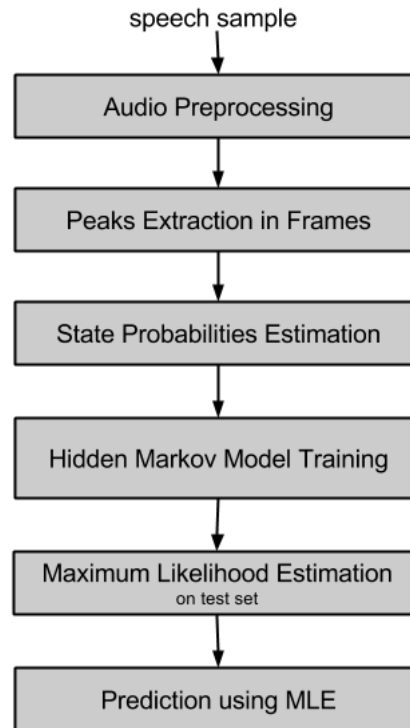 speech sample
Audio Preprocessing
Peaks Extraction in Frames
State Probabilities Estimation
Hidden Markov Model Training
Maximum Likelihood Estimation
on test set
Prediction using MLE